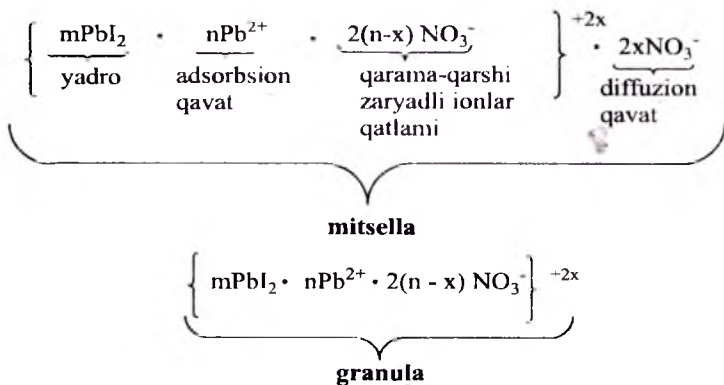 { mPbI₂ · nPb²⁺ · 2(n-x) NO₃⁻ }⁺²ˣ · 2xNO₃⁻
yadro adsorbsion qavat qarama-qarshi zaryadli ionlar qatlami diffuzion qavat
mitsella
{ mPbI₂ · nPb²⁺ · 2(n - x) NO₃⁻ }⁺²ˣ
granula